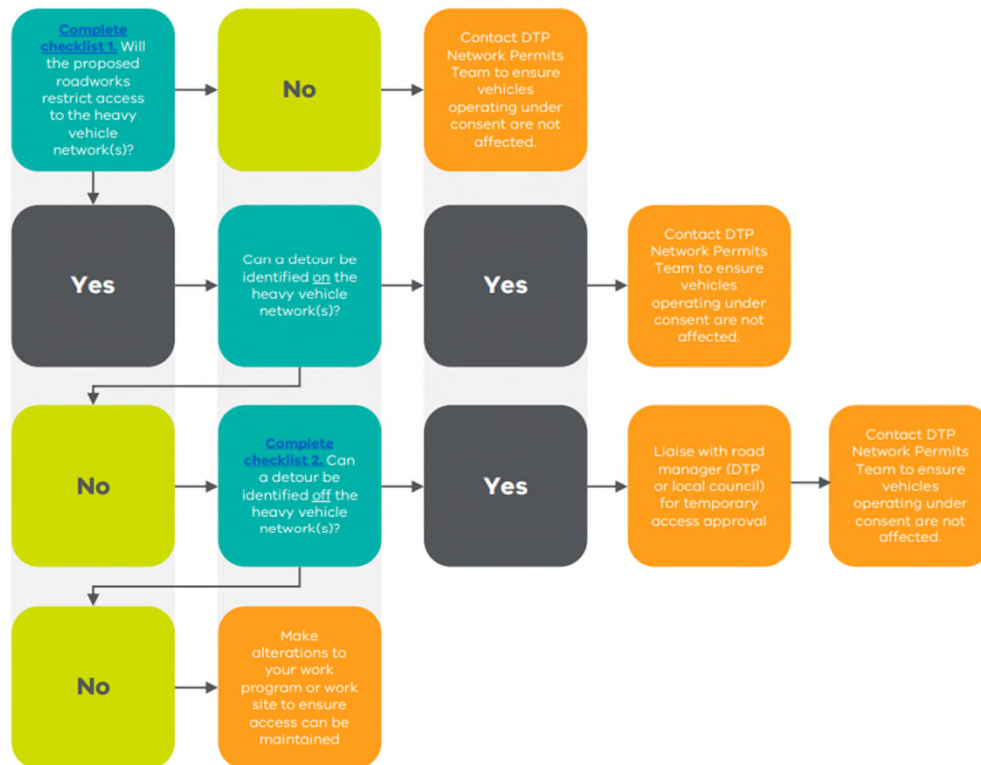 Complete
checklist 1. Will
the proposed
roadworks
restrict access
to the heavy
vehicle
network(s)?
No
Contact DTP
Network Permits
Team to ensure
vehicles
operating under
consent are not
affected.
Yes
Can a detour be
identified on the
heavy vehicle
network(s)?
Yes
Contact DTP
Network Permits
Team to ensure
vehicles
operating under
consent are not
affected.
No
Complete
checklist 2. Can
a detour be
identified off the
heavy vehicle
network(s)?
Yes
Liaise with road
manager (DTP
or local council)
for temporary
access approval
Contact DTP
Network Permits
Team to ensure
vehicles
operating under
consent are not
affected.
No
Make
alterations to
your work
program or work
site to ensure
access can be
maintained